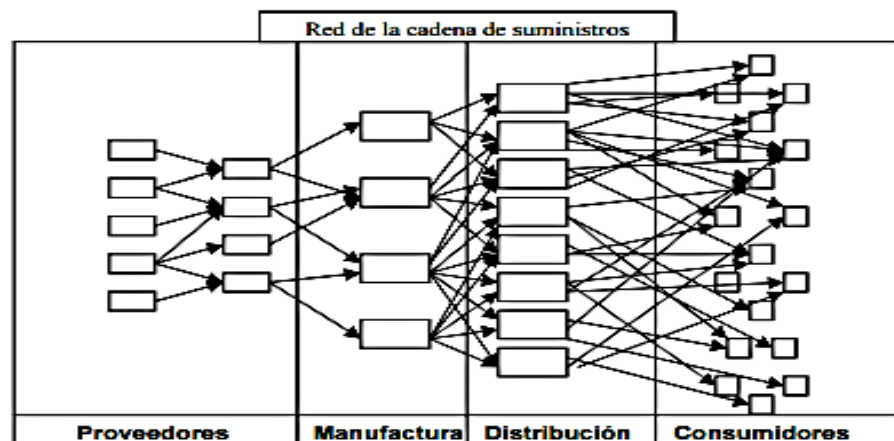 Red de la cadena de suministros
Proveedores Manufactura Distribución Consumidores